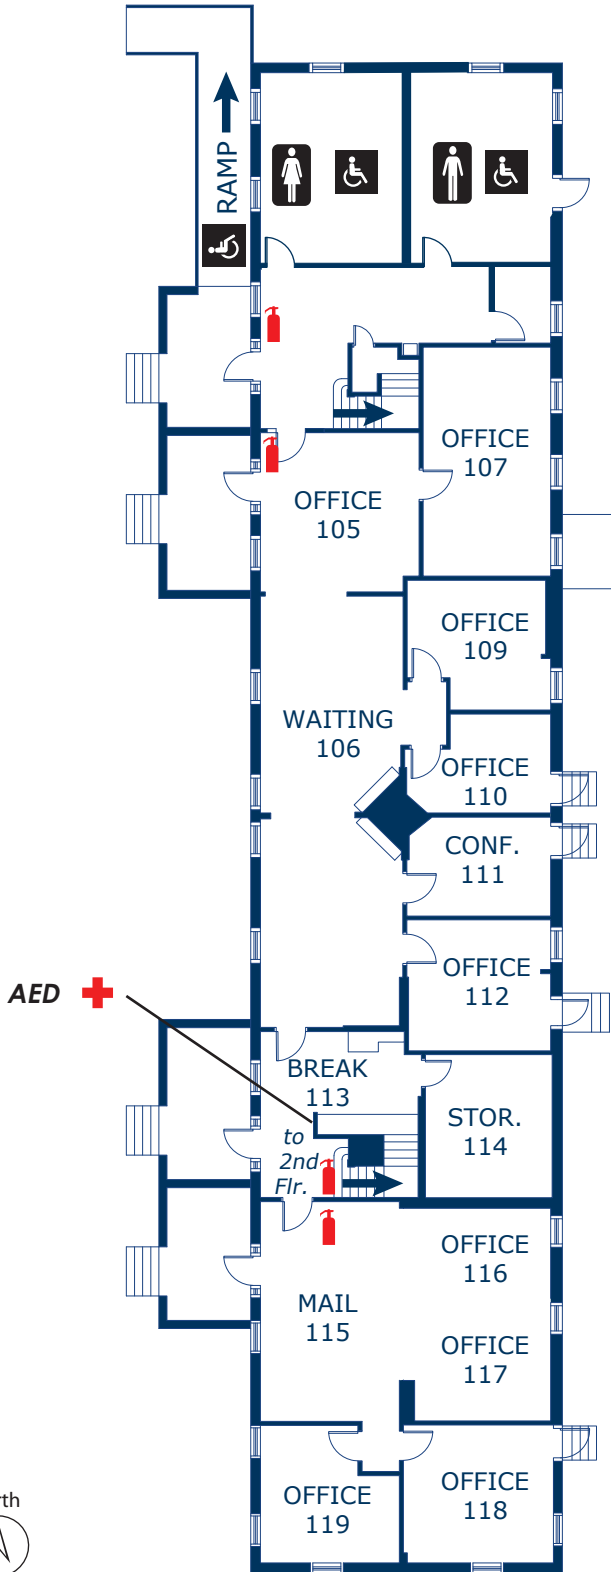 RAMP
OFFICE
107
OFFICE
105
OFFICE
109
WAITING
106
OFFICE
110
CONF.
111
OFFICE
112
AED
BREAK
113
STOR.
114
to
2nd
Flr.
OFFICE
116
MAIL
115
OFFICE
117
OFFICE
118
OFFICE
119
rth